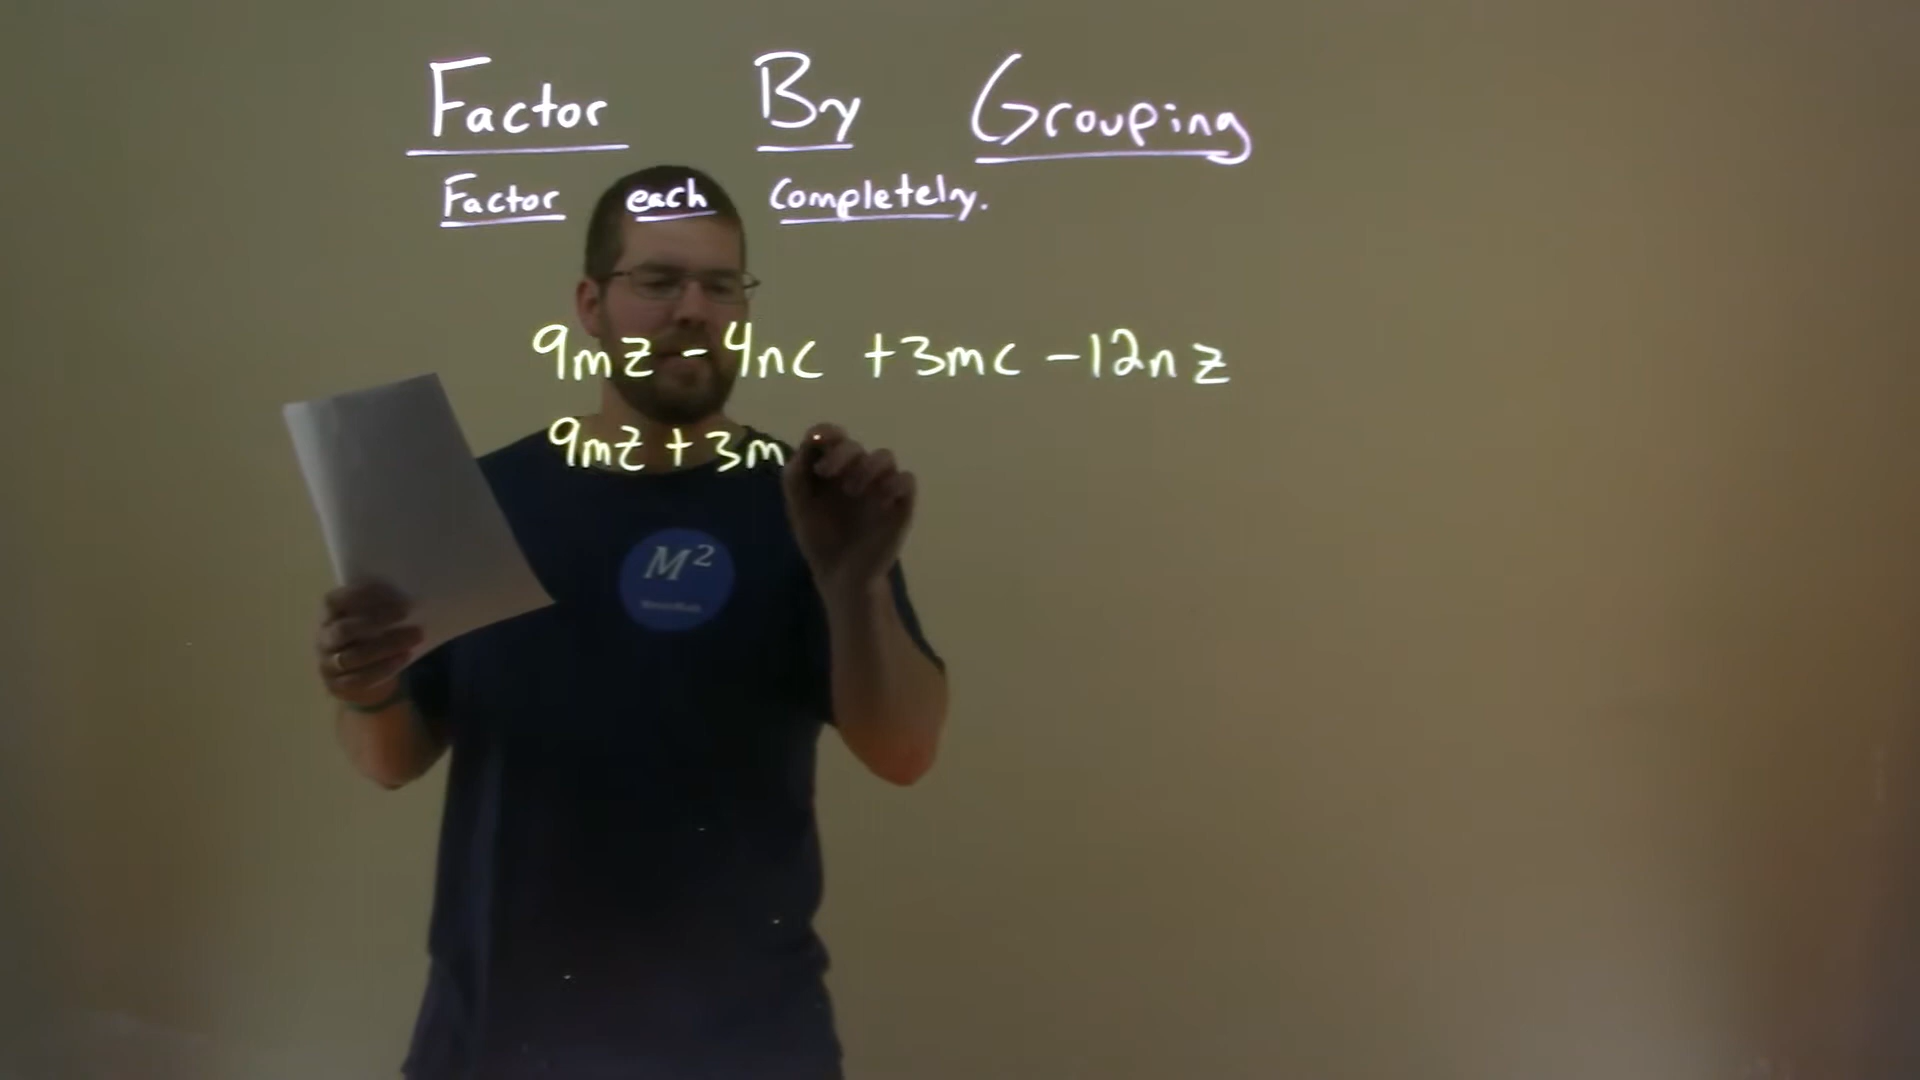 Factor By Grouping
Factor each completely.
9mz - 4nc + 3mc - 12nz
9mz + 3m
M²